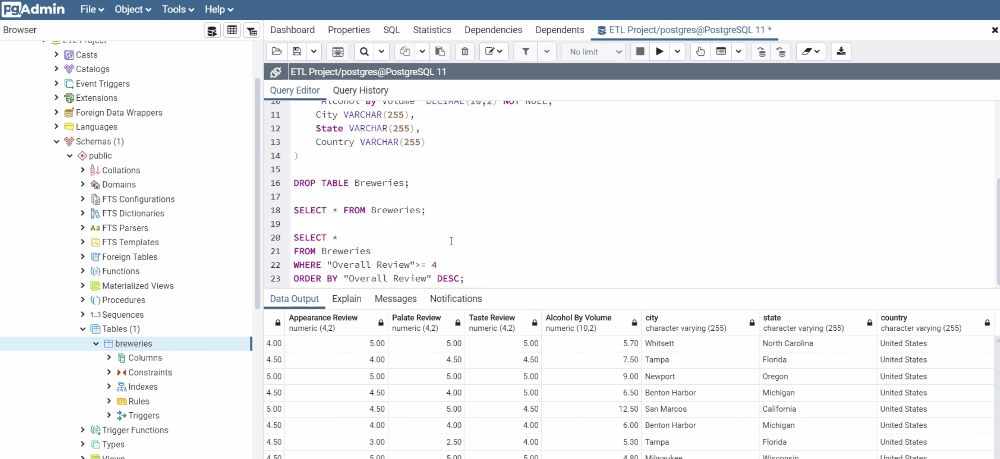 pgAdmin File Object Tools Help
Browser
Dashboard Properties SQL Statistics Dependencies Dependents ETL Project/postgres@PostgreSQL 11 *
No limit
ETL Project/postgres@PostgreSQL 11
Query Editor Query History
ETL Project
Casts
Catalogs
Event Triggers
Extensions
Foreign Data Wrappers
Languages
Schemas (1)
public
Collations
Domains
FTS Configurations
FTS Dictionaries
Aa FTS Parsers
FTS Templates
Foreign Tables
Functions
Materialized Views
Procedures
1..3 Sequences
Tables (1)
breweries
Columns
Constraints
Indexes
Rules
Triggers
Trigger Functions
Types
Views
10 Alcohol By Volume DECIMAL(10,2) NOT NULL,
11 City VARCHAR(255),
12 State VARCHAR(255),
13 Country VARCHAR(255)
14 )
15
16 DROP TABLE Breweries;
17
18 SELECT * FROM Breweries;
19
20 SELECT *
21 FROM Breweries
22 WHERE "Overall Review">= 4
23 ORDER BY "Overall Review" DESC;
Data Output Explain Messages Notifications
Appearance Review Palate Review Taste Review Alcohol By Volume city state country
numeric (4,2) numeric (4,2) numeric (4,2) numeric (10,2) character varying (255) character varying (255) character varying (255)
4.00 5.00 5.00 5.00 5.70 Whitsett North Carolina United States
4.50 4.00 4.50 4.50 7.50 Tampa Florida United States
5.00 5.00 5.00 5.00 9.00 Newport Oregon United States
4.50 4.50 4.00 5.00 6.50 Benton Harbor Michigan United States
5.00 4.50 5.00 4.50 12.50 San Marcos California United States
4.50 4.00 4.00 4.00 6.00 Benton Harbor Michigan United States
4.50 3.00 2.50 4.00 5.30 Tampa Florida United States
4.50 5.00 5.00 5.00 4.80 Milwaukee Wisconsin United States